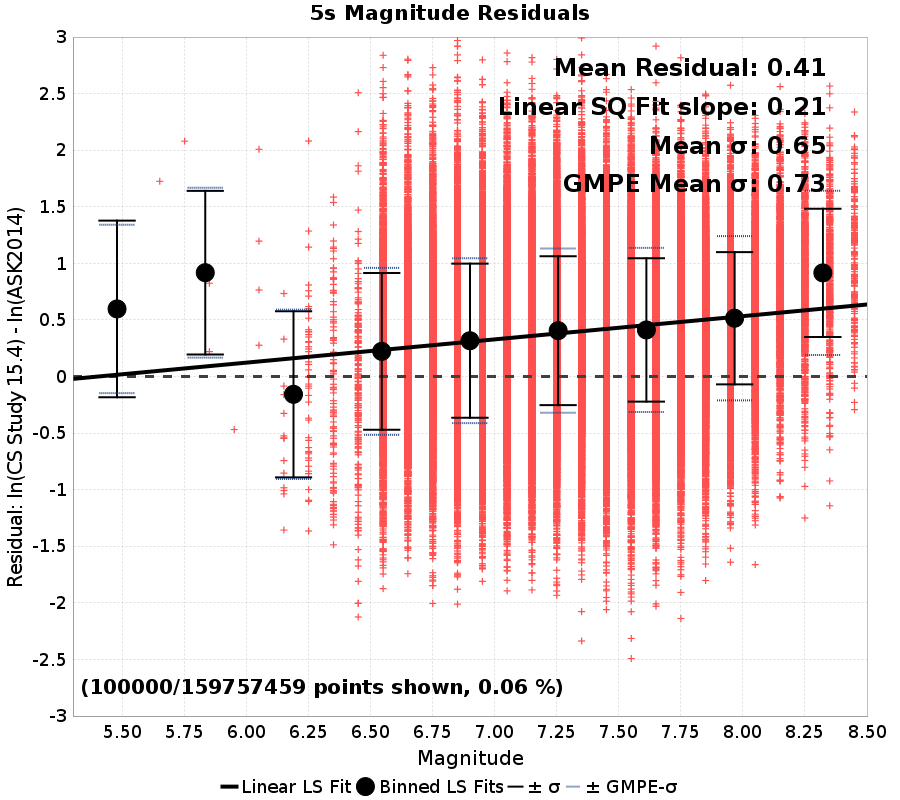 5s Magnitude Residuals
Mean Residual: 0.41
Linear SQ Fit slope: 0.21
Mean σ: 0.65
GMPE Mean σ: 0.73
3
2.5
2
1.5
1
0.5
0
-0.5
-1
-1.5
-2
-2.5
-3
Residual: ln(CS Study 15.4) - ln(ASK2014)
(100000/159757459 points shown, 0.06 %)
5.50 5.75 6.00 6.25 6.50 6.75 7.00 7.25 7.50 7.75 8.00 8.25 8.50
Magnitude
Linear LS Fit Binned LS Fits ± σ ± GMPE-σ